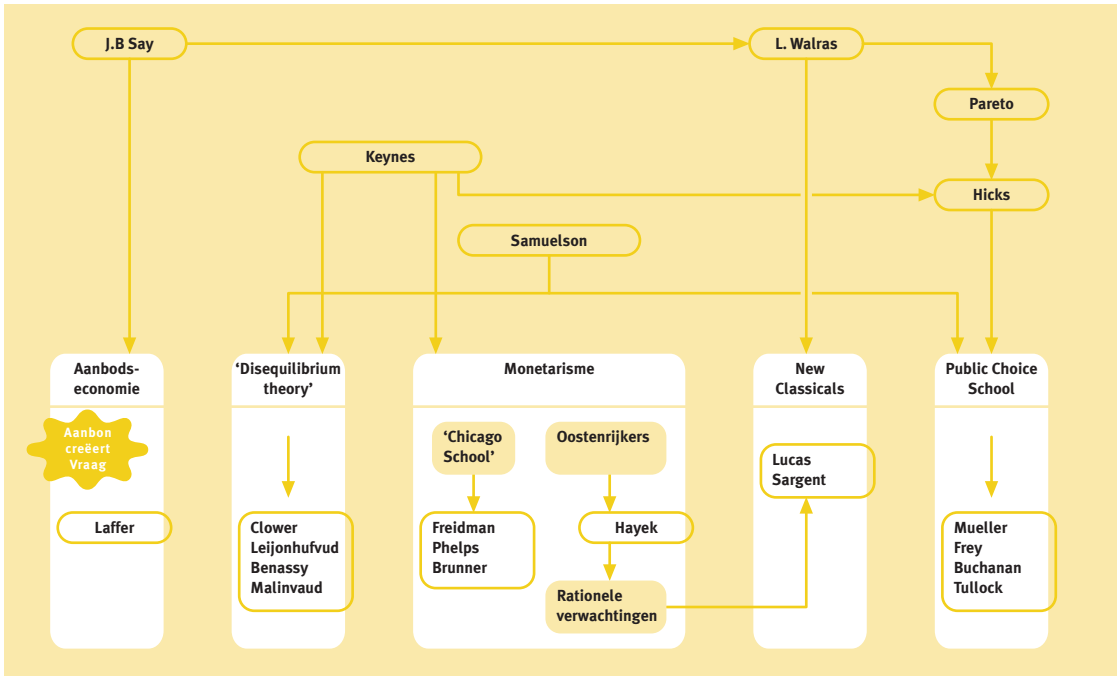 J.B Say
L. Walras
Pareto
Keynes
Hicks
Samuelson
Aanbods-
economie
'Disequilibrium
theory'
Monetarisme
New
Classicals
Public Choice
School
Aanbon
creëert
Vraag
'Chicago
School'
Oostenrijkers
Lucas
Sargent
Laffer
Clower
Leijonhufvud
Benassy
Malinvaud
Freidman
Phelps
Brunner
Hayek
Rationele
verwachtingen
Mueller
Frey
Buchanan
Tullock